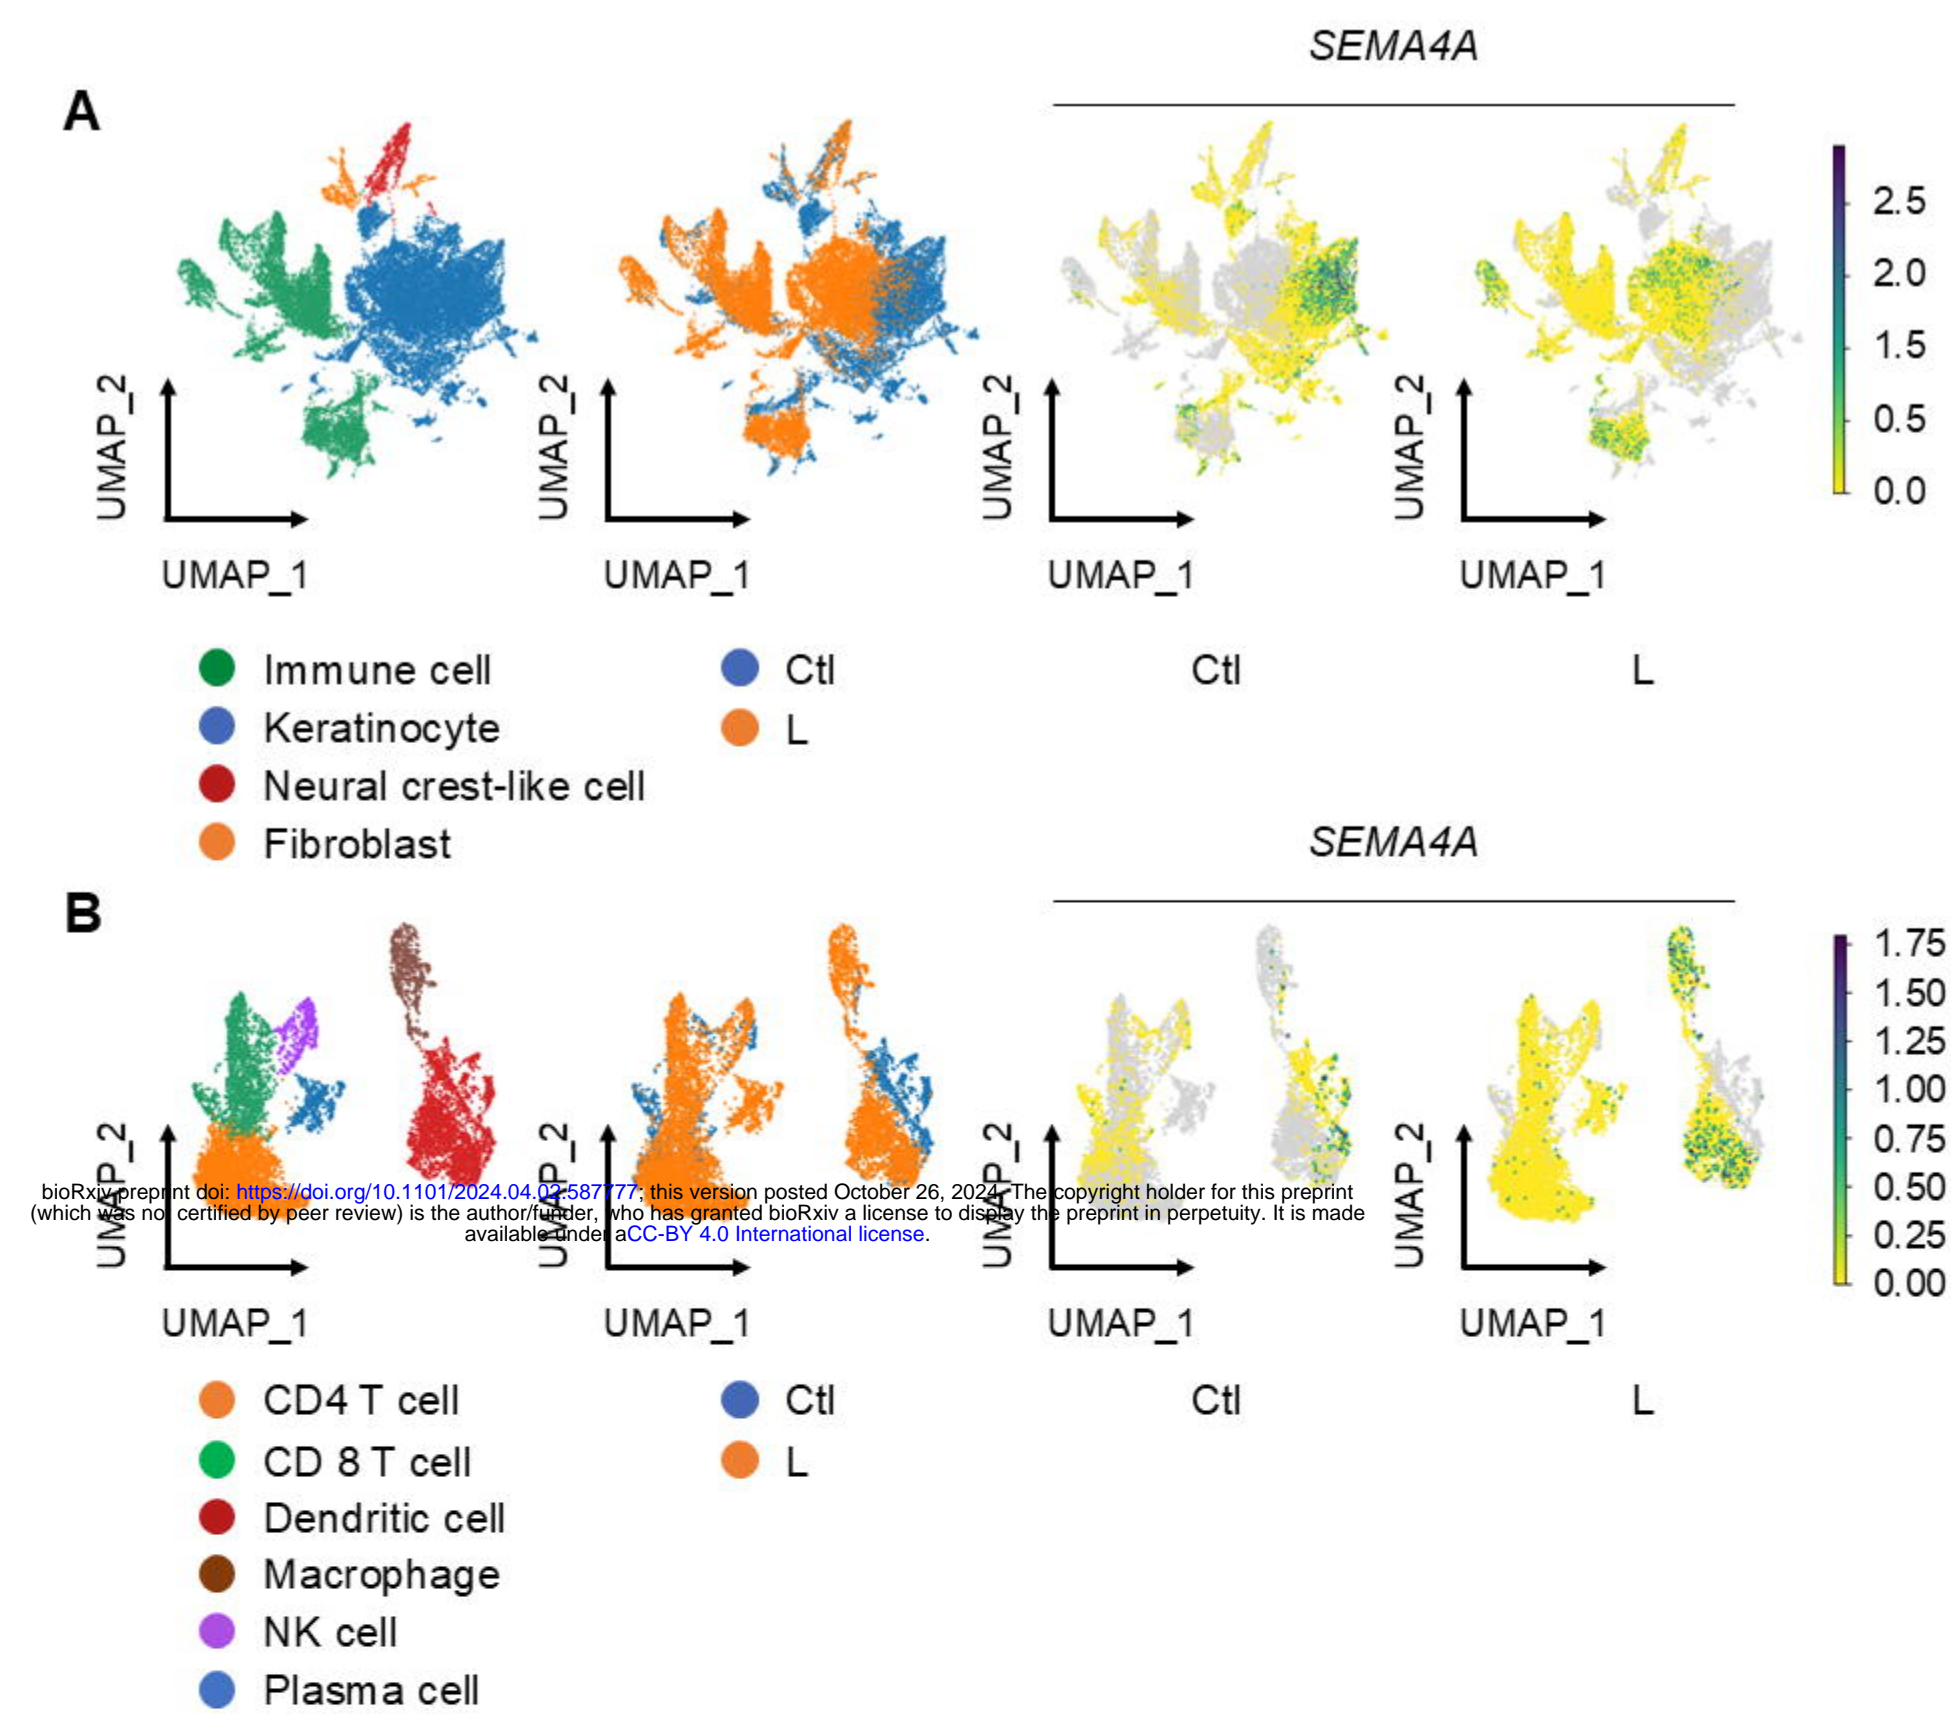 SEMA4A
A
2.5
2.0
1.5
0.5
0.0
UMAP_2
UMAP_2
UMAP_2
UMAP_2
UMAP_1
UMAP_1
UMAP_1
UMAP_1
Immune cell
Keratinocyte
Neural crest-like cell
Fibroblast
Ctl
L
Ctl
L
SEMA4A
B
1.75
1.50
1.25
1.00
0.75
0.50
0.25
0.00
UMAP_2
UMAP_2
UMAP_2
UMAP_2
bioRxiv preprint doi: https://doi.org/10.1101/2024.04.02.587777; this version posted October 26, 2024. The copyright holder for this preprint
(which was not certified by peer review) is the author/funder, who has granted bioRxiv a license to display the preprint in perpetuity. It is made
available under aCC-BY 4.0 International license.
UMAP_1
UMAP_1
UMAP_1
UMAP_1
CD4 T cell
CD 8 T cell
Dendritic cell
Macrophage
NK cell
Plasma cell
Ctl
L
Ctl
L